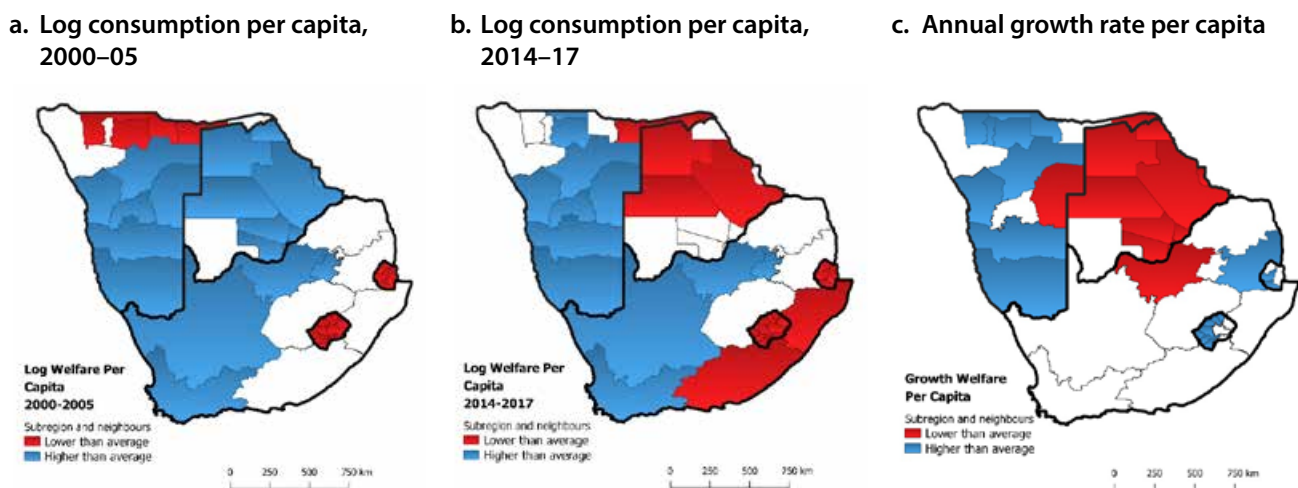 a. Log consumption per capita,
2000–05
b. Log consumption per capita,
2014–17
c. Annual growth rate per capita
Log Welfare Per
Capita
2000-2005
Subregion and neighbours
Lower than average
Higher than average
0 250 500 750 km
Log Welfare Per
Capita
2014-2017
Subregion and neighbours
Lower than average
Higher than average
0 250 500 750 km
Growth Welfare
Per Capita
Subregion and neighbours
Lower than average
Higher than average
0 250 500 750 km